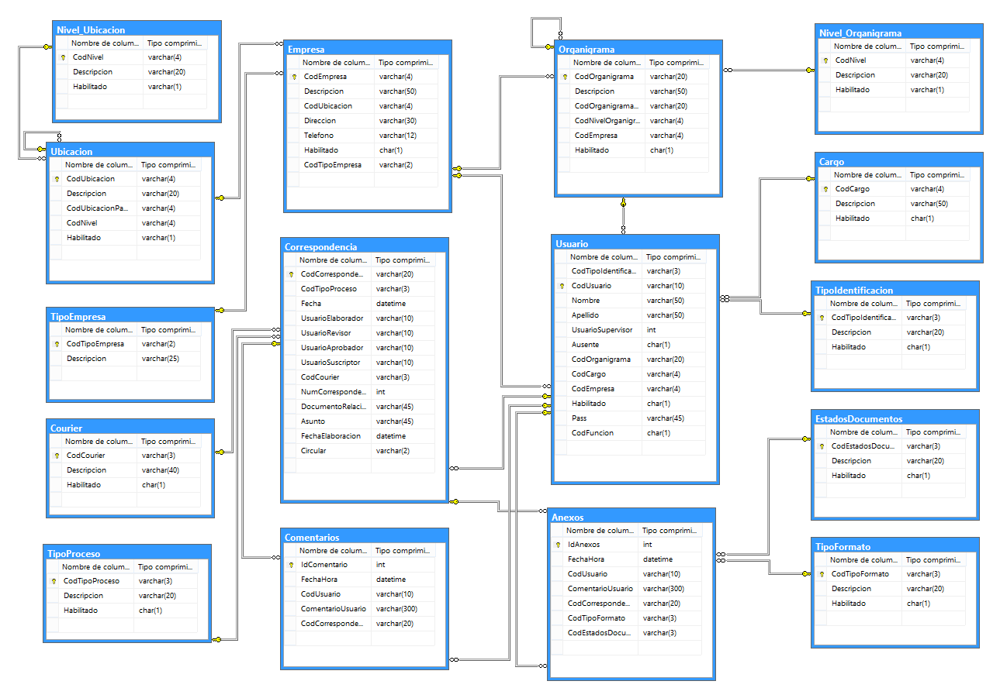 Nivel_Ubicacion
Nombre de colum... Tipo comprimi...
CodNivel varchar(4)
Descripcion varchar(20)
Habilitado varchar(1)
Ubicacion
Nombre de colum... Tipo comprimi...
CodUbicacion varchar(4)
Descripcion varchar(20)
CodUbicacionPa... varchar(4)
CodNivel varchar(4)
Habilitado varchar(1)
TipoEmpresa
Nombre de colum... Tipo comprimi...
CodTipoEmpresa varchar(2)
Descripcion varchar(25)
Courier
Nombre de colum... Tipo comprimi...
CodCourier varchar(3)
Descripcion varchar(40)
Habilitado char(1)
TipoProceso
Nombre de colum... Tipo comprimi...
CodTipoProceso varchar(3)
Descripcion varchar(20)
Habilitado char(1)
Empresa
Nombre de colum... Tipo comprimi...
CodEmpresa varchar(4)
Descripcion varchar(50)
CodUbicacion varchar(4)
Direccion varchar(30)
Telefono varchar(12)
Habilitado char(1)
CodTipoEmpresa varchar(2)
Correspondencia
Nombre de colum... Tipo comprimi...
CodCorresponde... varchar(20)
CodTipoProceso varchar(3)
Fecha datetime
UsuarioElaborador varchar(10)
UsuarioRevisor varchar(10)
UsuarioAprobador varchar(10)
UsuarioSuscriptor varchar(10)
CodCourier varchar(3)
NumCorresponde... int
DocumentoRelaci... varchar(45)
Asunto varchar(45)
FechaElaboracion datetime
Circular varchar(2)
Comentarios
Nombre de colum... Tipo comprimi...
IdComentario int
FechaHora datetime
CodUsuario varchar(10)
ComentarioUsuario varchar(300)
CodCorresponde... varchar(20)
Organigrama
Nombre de colum... Tipo comprimi...
CodOrganigrama varchar(20)
Descripcion varchar(50)
CodOrganigrama... varchar(20)
CodNivelOrganigr... varchar(4)
CodEmpresa varchar(4)
Habilitado char(1)
Usuario
Nombre de colum... Tipo comprimi...
CodTipoIdentifica... varchar(3)
CodUsuario varchar(10)
Nombre varchar(50)
Apellido varchar(50)
UsuarioSupervisor int
Ausente char(1)
CodOrganigrama varchar(20)
CodCargo varchar(4)
CodEmpresa varchar(4)
Habilitado char(1)
Pass varchar(45)
CodFuncion char(1)
Anexos
Nombre de colum... Tipo comprimi...
IdAnexos int
FechaHora datetime
CodUsuario varchar(10)
ComentarioUsuario varchar(300)
CodCorresponde... varchar(20)
CodTipoFormato varchar(3)
CodEstadosDocu... varchar(3)
Nivel_Organigrama
Nombre de colum... Tipo comprimi...
CodNivel varchar(4)
Descripcion varchar(20)
Habilitado varchar(1)
Cargo
Nombre de colum... Tipo comprimi...
CodCargo varchar(4)
Descripcion varchar(50)
Habilitado char(1)
TipoIdentificacion
Nombre de colum... Tipo comprimi...
CodTipoIdentifica... varchar(3)
Descripcion varchar(20)
Habilitado char(1)
EstadosDocumentos
Nombre de colum... Tipo comprimi...
CodEstadosDocu... varchar(3)
Descripcion varchar(20)
Habilitado char(1)
TipoFormato
Nombre de colum... Tipo comprimi...
CodTipoFormato varchar(3)
Descripcion varchar(20)
Habilitado char(1)